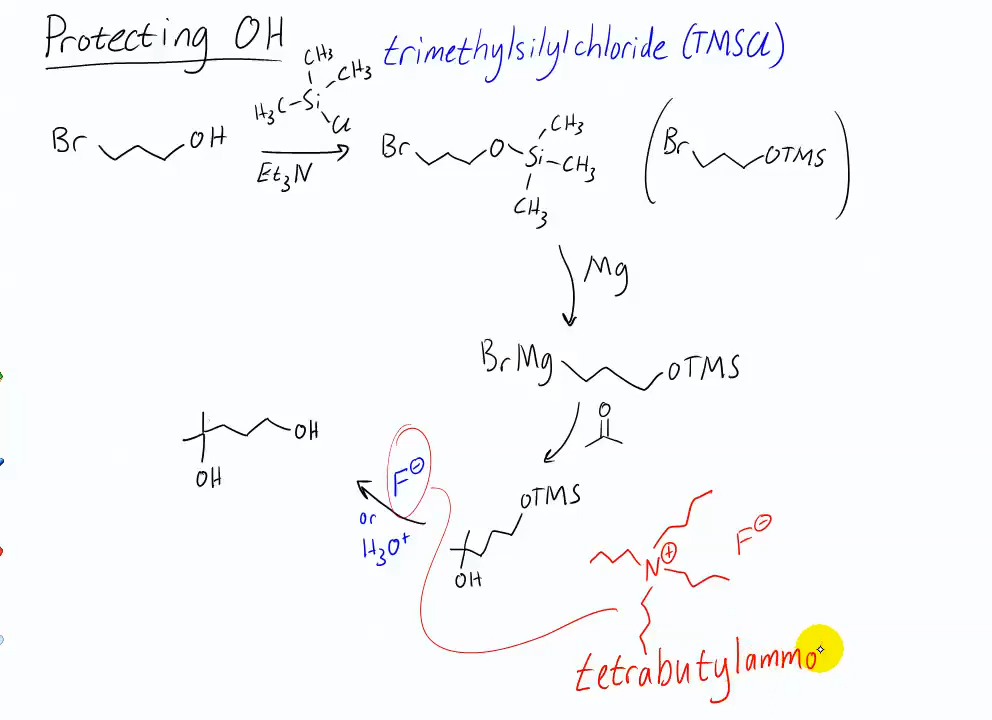 Protecting OH
trimethylsilylchloride (TMSCl)
CH3
CH3
H3C-Si
Cl
Br OH
Et3N
Br O Si CH3
CH3
CH3
(Br OTMS)
Mg
BrMg OTMS
O
OH
OH
F⊖
or
H3O+
OTMS
OH
N⊕
F⊖
tetrabutylammo